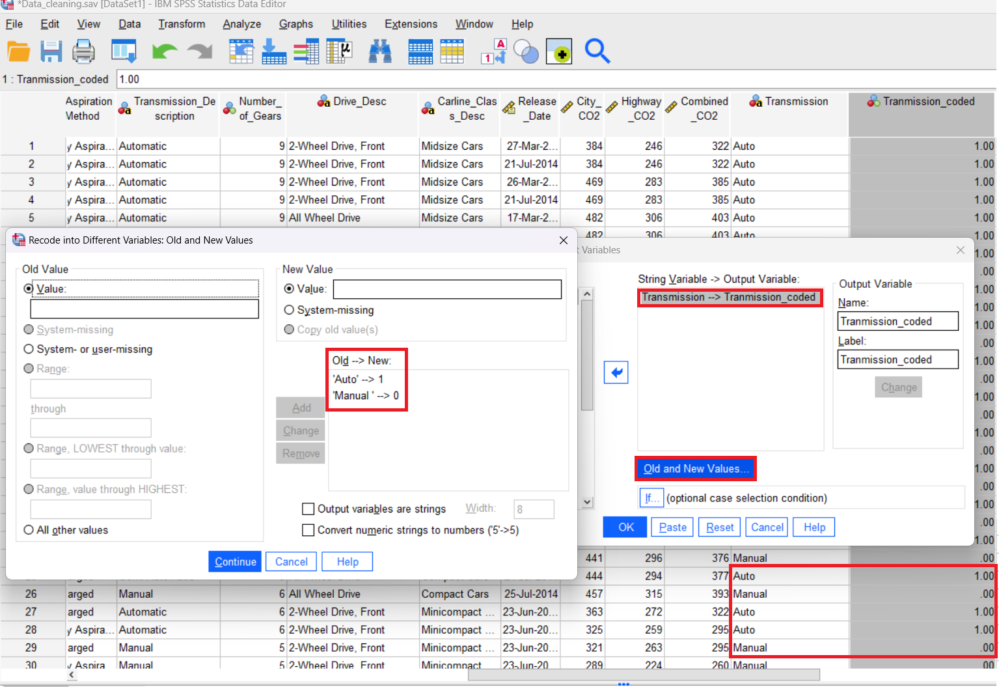 *Data_cleaning.sav [DataSet1] - IBM SPSS Statistics Data Editor
File Edit View Data Transform Analyze Graphs Utilities Extensions Window Help
1 : Tranmission_coded 1.00
Aspiration Method Transmission_Description Number_of_Gears Drive_Desc Carline_Class_Desc Release_Date City_CO2 Highway_CO2 Combined_CO2 Transmission Tranmission_coded
1 y Aspira... Automatic 9 2-Wheel Drive, Front Midsize Cars 27-Mar-2... 384 246 322 Auto 1.00
2 y Aspira... Automatic 9 2-Wheel Drive, Front Midsize Cars 21-Jul-2014 384 246 322 Auto 1.00
3 y Aspira... Automatic 9 2-Wheel Drive, Front Midsize Cars 26-Mar-2... 469 283 385 Auto 1.00
4 y Aspira... Automatic 9 2-Wheel Drive, Front Midsize Cars 21-Jul-2014 469 283 385 Auto 1.00
5 y Aspira... Automatic 9 All Wheel Drive Midsize Cars 17-Mar-2... 482 306 403 Auto 1.00
482 306 403 Auto 1.00
Recode into Different Variables: Old and New Values
Old Value
Value:
System-missing
System- or user-missing
Range:
through
Range, LOWEST through value:
Range, value through HIGHEST:
All other values
New Value
Value:
System-missing
Copy old value(s)
Old --> New:
'Auto' --> 1
'Manual ' --> 0
Add
Change
Remove
Output variables are strings Width: 8
Convert numeric strings to numbers ('5'->5)
Continue Cancel Help
Variables
String Variable -> Output Variable:
Transmission --> Tranmission_coded
Output Variable
Name:
Tranmission_coded
Label:
Tranmission_coded
Change
Old and New Values...
If... (optional case selection condition)
OK Paste Reset Cancel Help
1.00
.00
.00
1.00
1.00
1.00
.00
1.00
.00
1.00
.00
1.00
.00
1.00
.00
1.00
.00
1.00
441 296 376 Manual .00
444 294 377 Auto 1.00
26 arged Manual 6 All Wheel Drive Compact Cars 25-Jul-2014 457 315 393 Manual .00
27 arged Automatic 6 2-Wheel Drive, Front Minicompact ... 23-Jun-20... 363 272 322 Auto 1.00
28 y Aspira... Automatic 6 2-Wheel Drive, Front Minicompact ... 23-Jun-20... 325 259 295 Auto 1.00
29 arged Manual 5 2-Wheel Drive, Front Minicompact ... 23-Jun-20... 321 263 295 Manual .00
30 y Aspira Manual 5 2-Wheel Drive, Front Minicompact 23-Jun-20 289 224 260 Manual 00